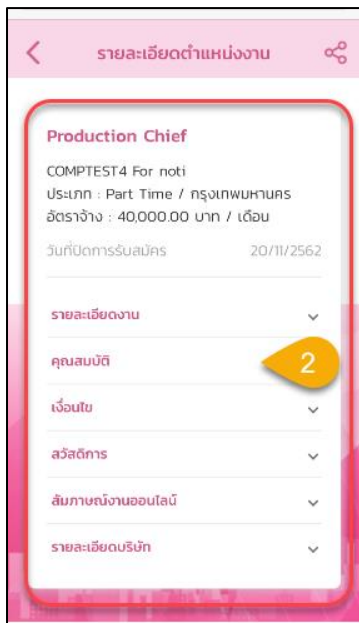 รายละเอียดตำแหน่งงาน
Production Chief
COMPTEST4 For noti
ประเภท : Part Time / กรุงเทพมหานคร
อัตราจ้าง : 40,000.00 บาท / เดือน
วันที่ปิดการรับสมัคร 20/11/2562
รายละเอียดงาน
คุณสมบัติ 2
เงื่อนไข
สวัสดิการ
สัมภาษณ์งานออนไลน์
รายละเอียดบริษัท